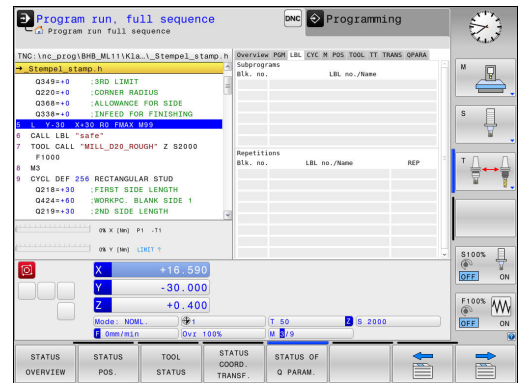 Program run, full sequence
DNC
Programming
Program run full sequence
TNC:\nc_prog\BHB_ML11\Kla…\_Stempel_stamp.h
→_Stempel_stamp.h
Q349=+0 ;3RD LIMIT
Q220=+0 ;CORNER RADIUS
Q368=+0 ;ALLOWANCE FOR SIDE
Q338=+0 ;INFEED FOR FINISHING
5 L Y-30 X+30 R0 FMAX M99
6 CALL LBL "safe"
7 TOOL CALL "MILL_D20_ROUGH" Z S2000
F1000
8 M3
9 CYCL DEF 256 RECTANGULAR STUD
Q218=+30 ;FIRST SIDE LENGTH
Q424=+60 ;WORKPC. BLANK SIDE 1
Q219=+30 ;2ND SIDE LENGTH
0% X [Nm] P1 -T1
0% Y [Nm] LIMIT ?
Overview PGM LBL CYC M POS TOOL TT TRANS QPARA
Subprograms
Blk. no. LBL no./Name
Repetitions
Blk. no. LBL no./Name REP
X +16.590
Y -30.000
Z +0.400
Mode: NOML. 1 T 50 Z S 2000
F 0mm/min Ovr 100% M 3/9
M
S
T
S100%
OFF ON
F100%
OFF ON
STATUS OVERVIEW
STATUS POS.
TOOL STATUS
STATUS COORD. TRANSF.
STATUS OF Q PARAM.